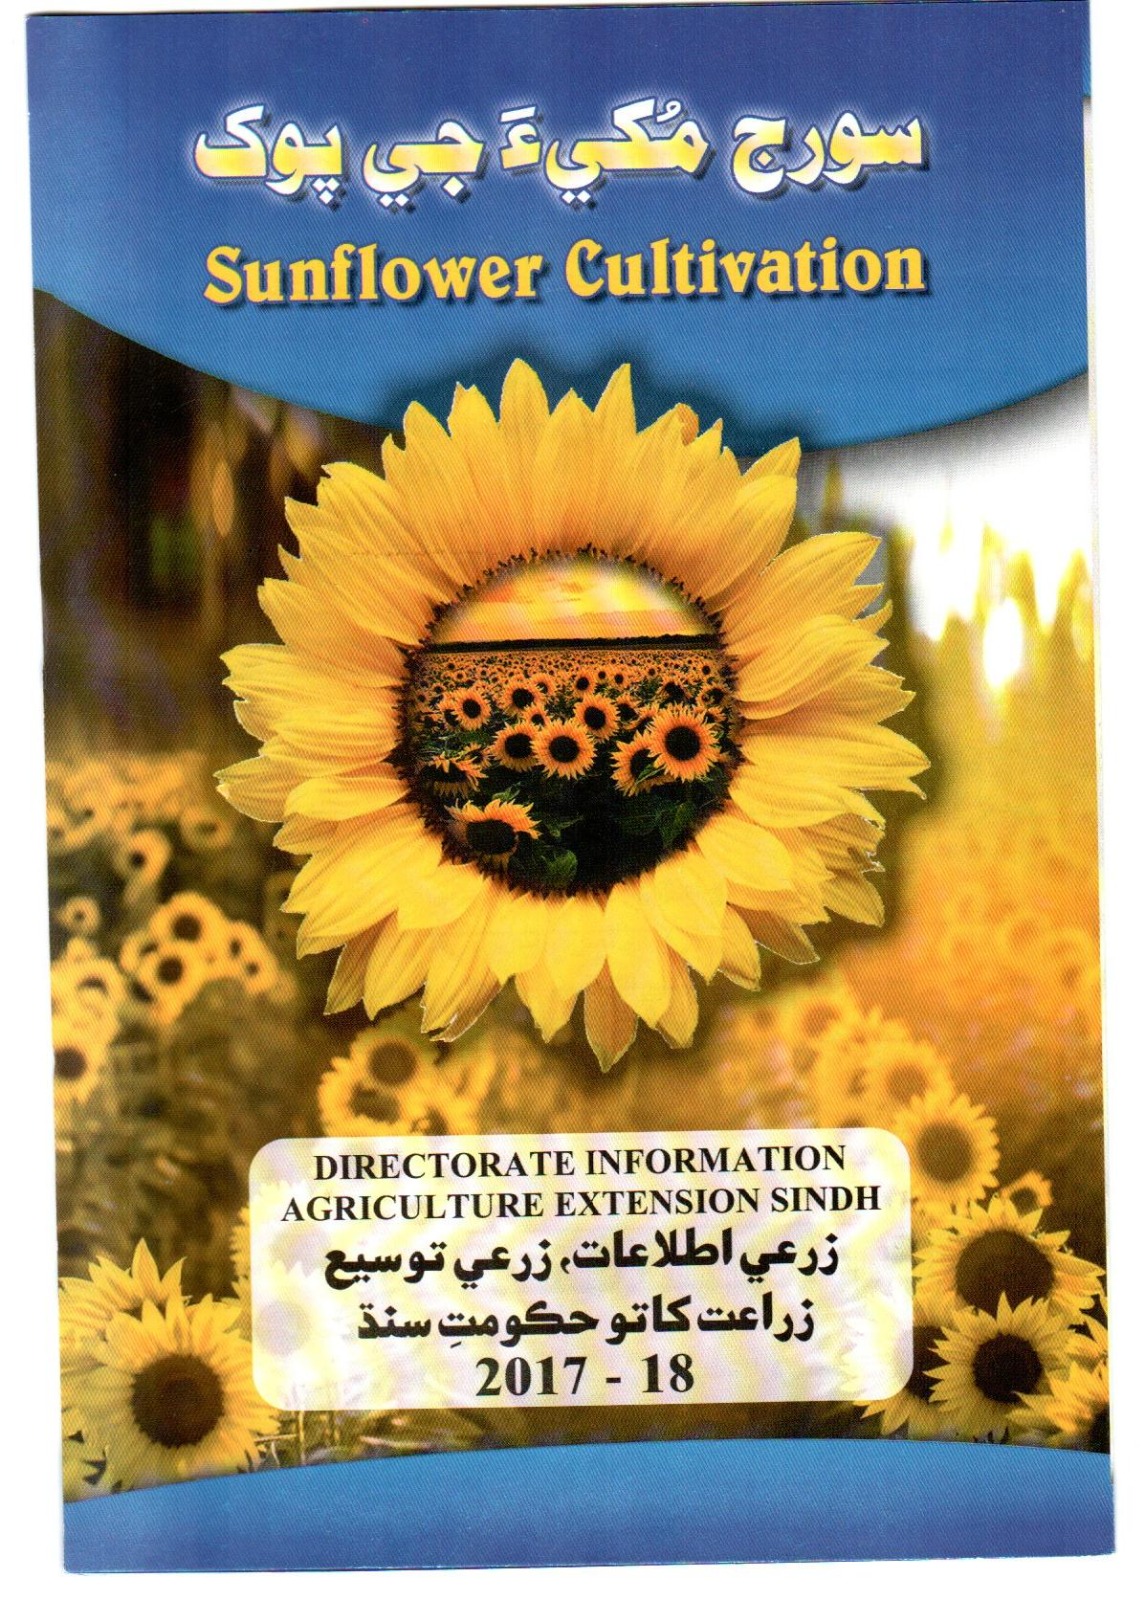 سورج مُکيءَ جي پوک
Sunflower Cultivation
DIRECTORATE INFORMATION
AGRICULTURE EXTENSION SINDH
زرعي اطلاعات، زرعي توسيع
زراعت کاتو حڪومتِ سنڌ
2017 - 18